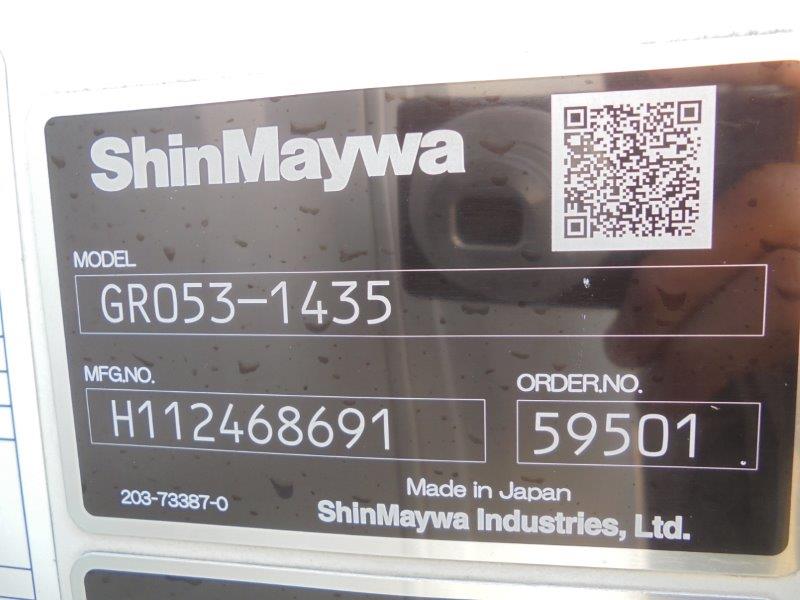 ShinMaywa
MODEL
GR053-1435
MFG.NO.
H112468691
ORDER.NO.
59501
203-73387-0
Made in Japan
ShinMaywa Industries, Ltd.